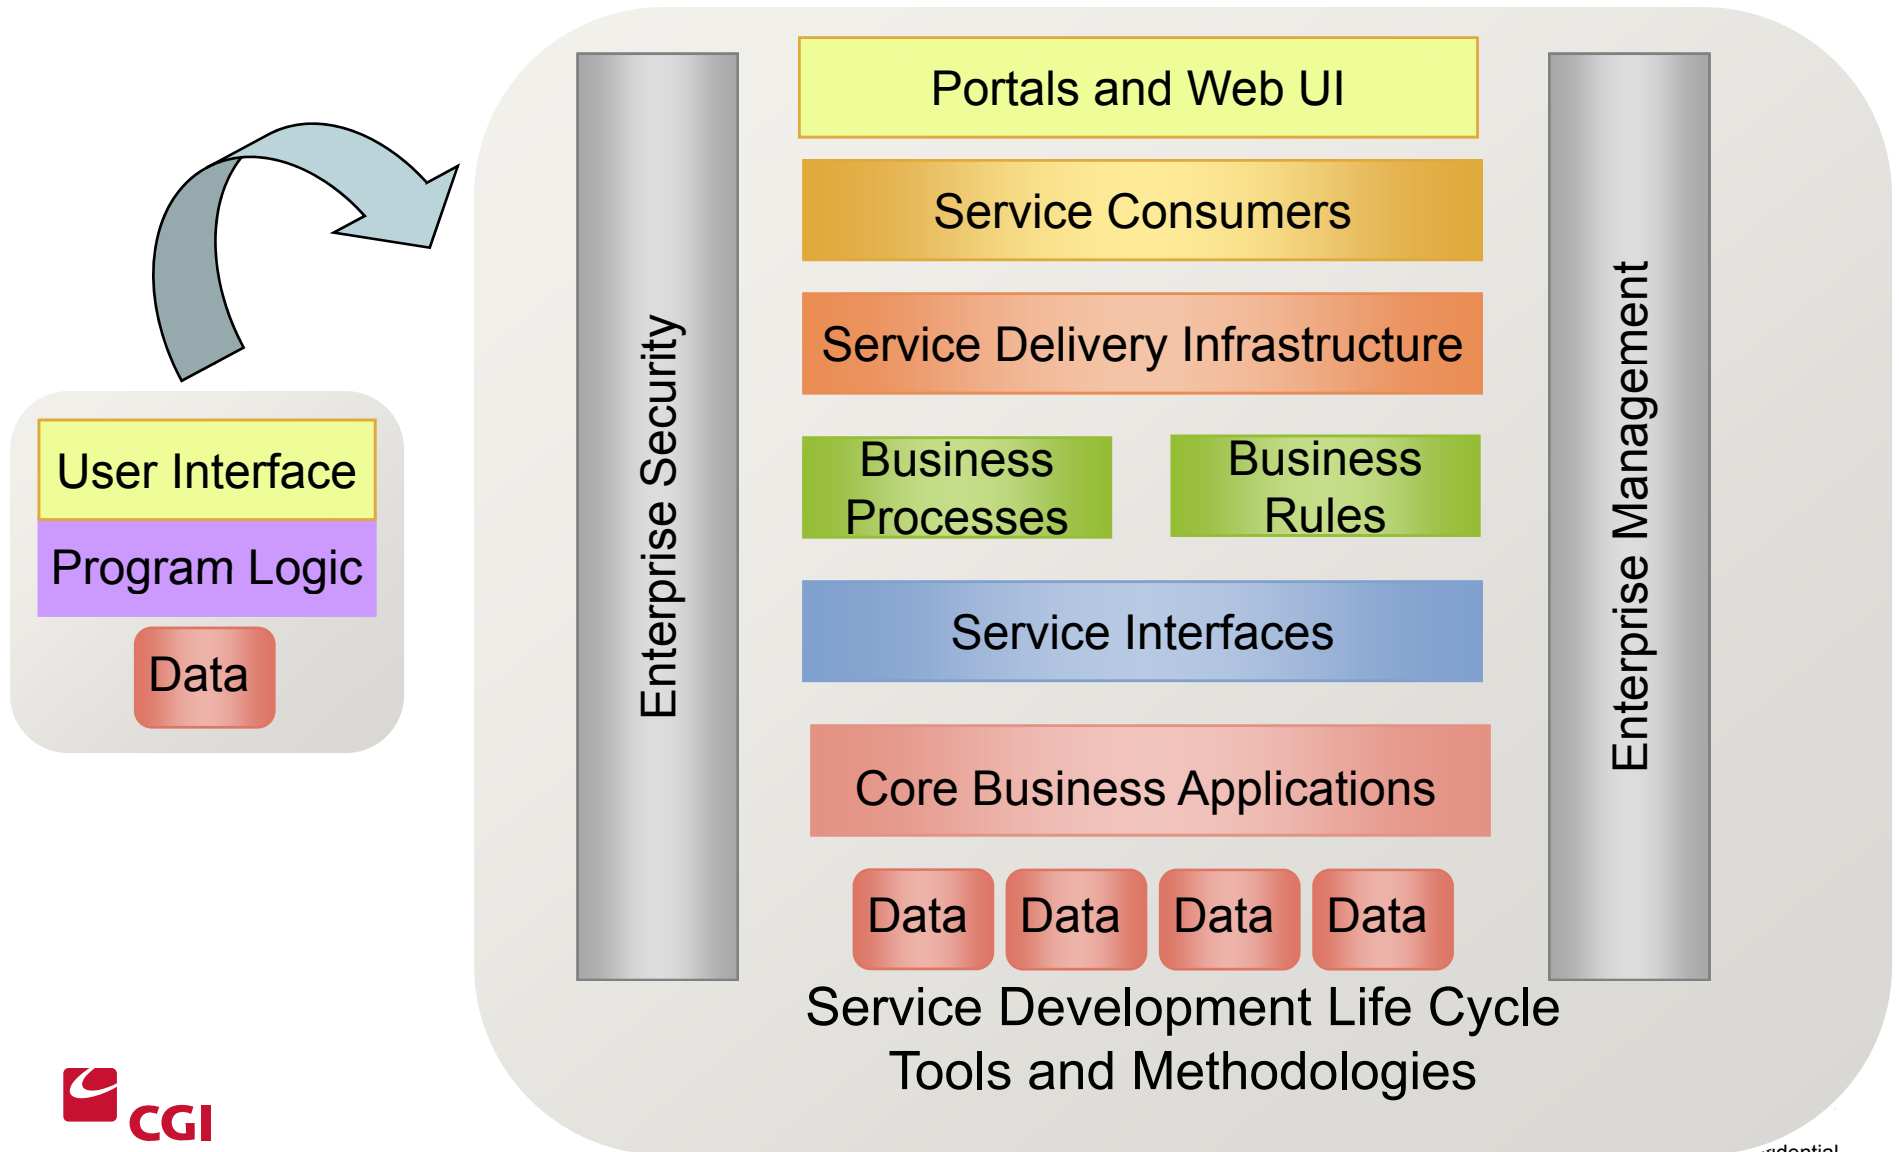 Portals and Web UI
Service Consumers
Service Delivery Infrastructure
Business
Processes
Business
Rules
Service Interfaces
Core Business Applications
Data
Data
Data
Data
Service Development Life Cycle
Tools and Methodologies
Enterprise Security
Enterprise Management
User Interface
Program Logic
Data
CGI